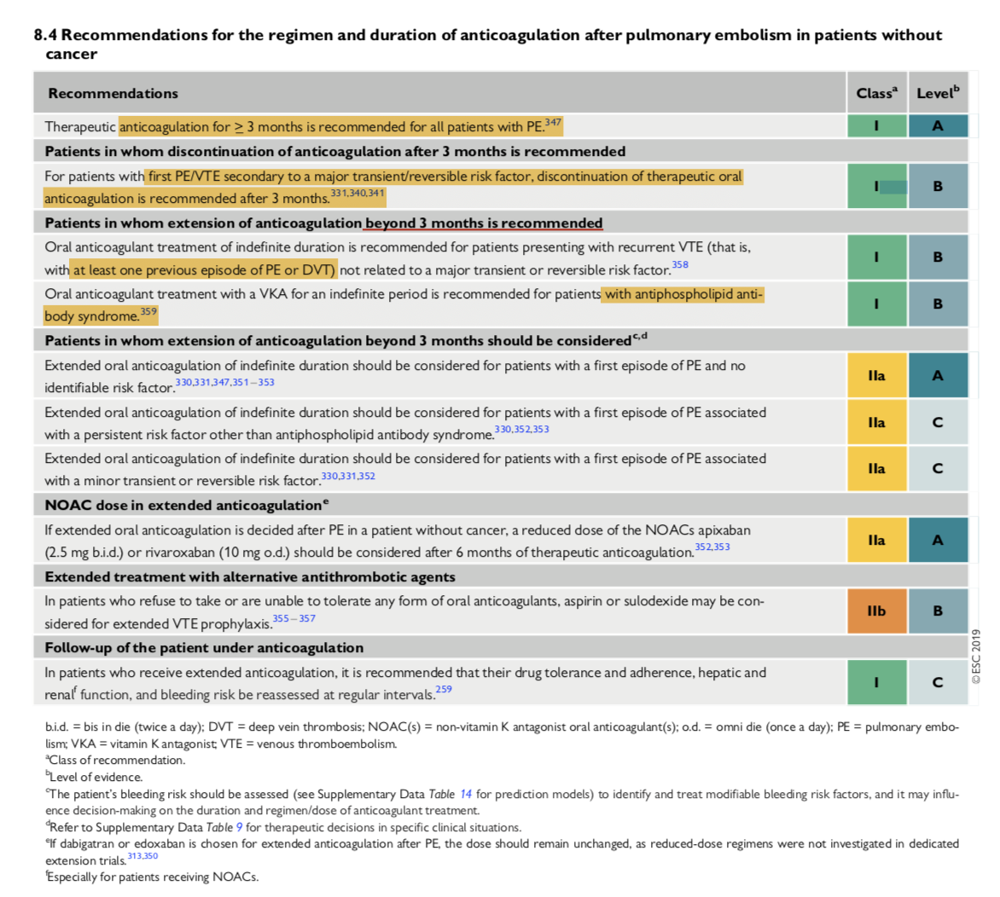 8.4 Recommendations for the regimen and duration of anticoagulation after pulmonary embolism in patients without
cancer
Recommendations Classᵃ Levelᵇ
Therapeutic anticoagulation for ≥ 3 months is recommended for all patients with PE.³⁴⁷ I A
Patients in whom discontinuation of anticoagulation after 3 months is recommended
For patients with first PE/VTE secondary to a major transient/reversible risk factor, discontinuation of therapeutic oral
anticoagulation is recommended after 3 months.³³¹,³⁴⁰,³⁴¹ I B
Patients in whom extension of anticoagulation beyond 3 months is recommended
Oral anticoagulant treatment of indefinite duration is recommended for patients presenting with recurrent VTE (that is,
with at least one previous episode of PE or DVT) not related to a major transient or reversible risk factor.³⁵⁸ I B
Oral anticoagulant treatment with a VKA for an indefinite period is recommended for patients with antiphospholipid anti-
body syndrome.³⁵⁹ I B
Patients in whom extension of anticoagulation beyond 3 months should be consideredᶜ,ᵈ
Extended oral anticoagulation of indefinite duration should be considered for patients with a first episode of PE and no
identifiable risk factor.³³⁰,³³¹,³⁴⁷,³⁵¹–³⁵³ IIa A
Extended oral anticoagulation of indefinite duration should be considered for patients with a first episode of PE associated
with a persistent risk factor other than antiphospholipid antibody syndrome.³³⁰,³⁵²,³⁵³ IIa C
Extended oral anticoagulation of indefinite duration should be considered for patients with a first episode of PE associated
with a minor transient or reversible risk factor.³³⁰,³³¹,³⁵² IIa C
NOAC dose in extended anticoagulationᵉ
If extended oral anticoagulation is decided after PE in a patient without cancer, a reduced dose of the NOACs apixaban
(2.5 mg b.i.d.) or rivaroxaban (10 mg o.d.) should be considered after 6 months of therapeutic anticoagulation.³⁵²,³⁵³ IIa A
Extended treatment with alternative antithrombotic agents
In patients who refuse to take or are unable to tolerate any form of oral anticoagulants, aspirin or sulodexide may be con-
sidered for extended VTE prophylaxis.³⁵⁵–³⁵⁷ IIb B
Follow-up of the patient under anticoagulation
In patients who receive extended anticoagulation, it is recommended that their drug tolerance and adherence, hepatic and
renalᶠ function, and bleeding risk be reassessed at regular intervals.²⁵⁹ I C
© ESC 2019
b.i.d. = bis in die (twice a day); DVT = deep vein thrombosis; NOAC(s) = non-vitamin K antagonist oral anticoagulant(s); o.d. = omni die (once a day); PE = pulmonary embo-
lism; VKA = vitamin K antagonist; VTE = venous thromboembolism.
ᵃClass of recommendation.
ᵇLevel of evidence.
ᶜThe patient's bleeding risk should be assessed (see Supplementary Data Table 14 for prediction models) to identify and treat modifiable bleeding risk factors, and it may influ-
ence decision-making on the duration and regimen/dose of anticoagulant treatment.
ᵈRefer to Supplementary Data Table 9 for therapeutic decisions in specific clinical situations.
ᵉIf dabigatran or edoxaban is chosen for extended anticoagulation after PE, the dose should remain unchanged, as reduced-dose regimens were not investigated in dedicated
extension trials.³¹³,³⁵⁰
ᶠEspecially for patients receiving NOACs.